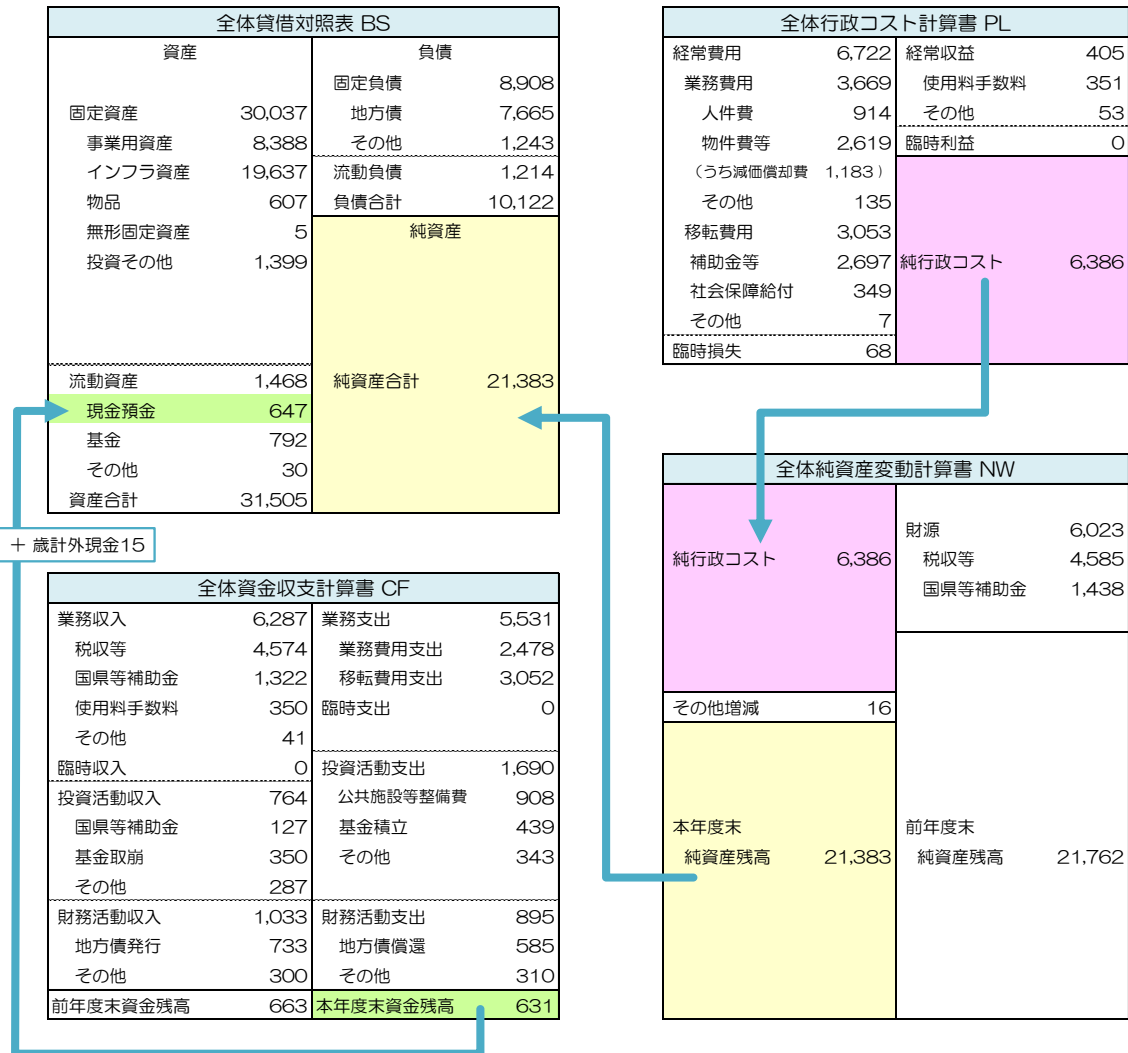 全体貸借対照表 BS
資産 負債
固定負債 8,908
固定資産 30,037 地方債 7,665
事業用資産 8,388 その他 1,243
インフラ資産 19,637 流動負債 1,214
物品 607 負債合計 10,122
無形固定資産 5 純資産
投資その他 1,399
流動資産 1,468 純資産合計 21,383
現金預金 647
基金 792
その他 30
資産合計 31,505
＋ 歳計外現金15
全体行政コスト計算書 PL
経常費用 6,722 経常収益 405
業務費用 3,669 使用料手数料 351
人件費 914 その他 53
物件費等 2,619 臨時利益 0
（うち減価償却費 1,183）
その他 135
移転費用 3,053
補助金等 2,697 純行政コスト 6,386
社会保障給付 349
その他 7
臨時損失 68
全体資金収支計算書 CF
業務収入 6,287 業務支出 5,531
税収等 4,574 業務費用支出 2,478
国県等補助金 1,322 移転費用支出 3,052
使用料手数料 350 臨時支出 0
その他 41
臨時収入 0 投資活動支出 1,690
投資活動収入 764 公共施設等整備費 908
国県等補助金 127 基金積立 439
基金取崩 350 その他 343
その他 287
財務活動収入 1,033 財務活動支出 895
地方債発行 733 地方債償還 585
その他 300 その他 310
前年度末資金残高 663 本年度末資金残高 631
全体純資産変動計算書 NW
財源 6,023
純行政コスト 6,386 税収等 4,585
国県等補助金 1,438
その他増減 16
本年度末 前年度末
純資産残高 21,383 純資産残高 21,762